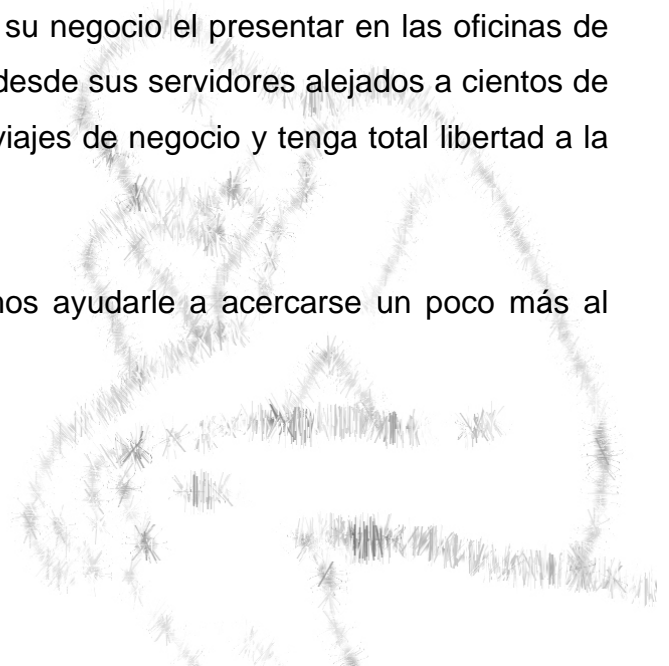 su negocio el presentar en las oficinas de
desde sus servidores alejados a cientos de
viajes de negocio y tenga total libertad a la
nos ayudarle a acercarse un poco más al